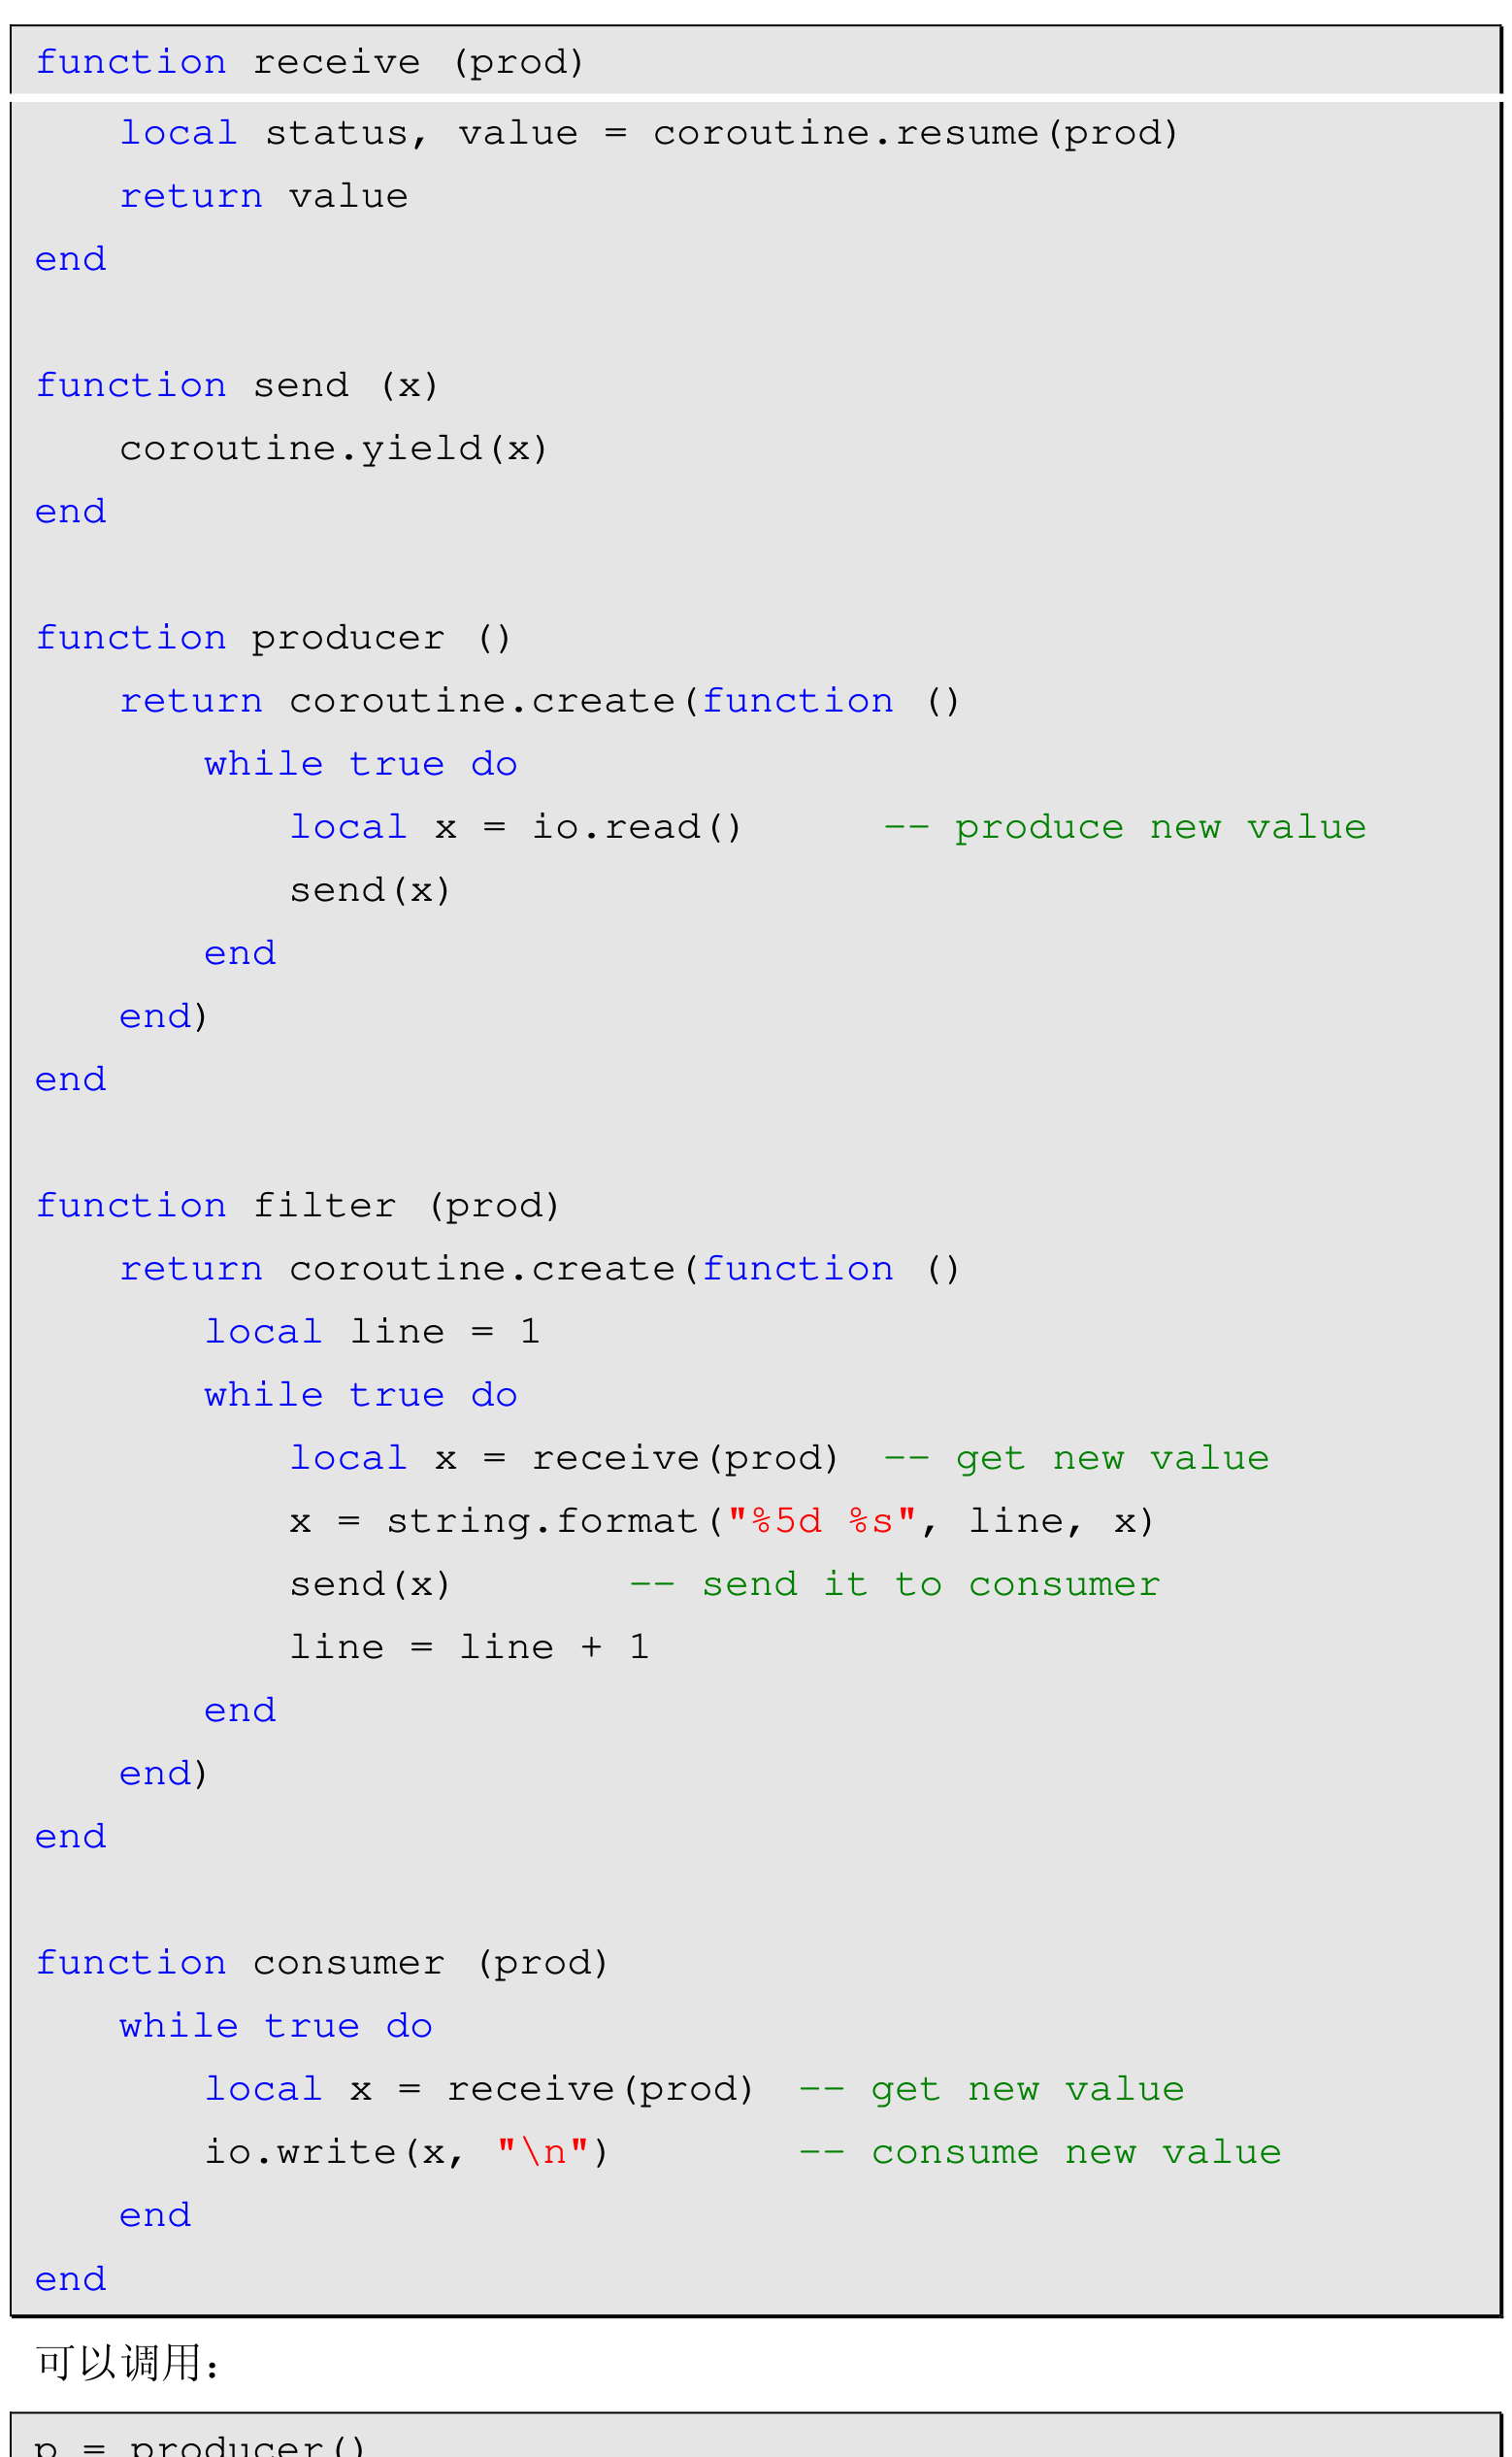 function receive (prod)
    local status, value = coroutine.resume(prod)
    return value
end

function send (x)
    coroutine.yield(x)
end

function producer ()
    return coroutine.create(function ()
        while true do
            local x = io.read()      -- produce new value
            send(x)
        end
    end)
end

function filter (prod)
    return coroutine.create(function ()
        local line = 1
        while true do
            local x = receive(prod)  -- get new value
            x = string.format("%5d %s", line, x)
            send(x)       -- send it to consumer
            line = line + 1
        end
    end)
end

function consumer (prod)
    while true do
        local x = receive(prod)  -- get new value
        io.write(x, "\n")        -- consume new value
    end
end
可以调用：
p = producer()